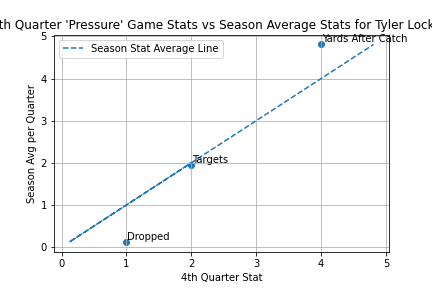 th Quarter 'Pressure' Game Stats vs Season Average Stats for Tyler Lock
Season Stat Average Line
Yards After Catch
Targets
Dropped
5
4
3
2
1
0
Season Avg per Quarter
0 1 2 3 4 5
4th Quarter Stat